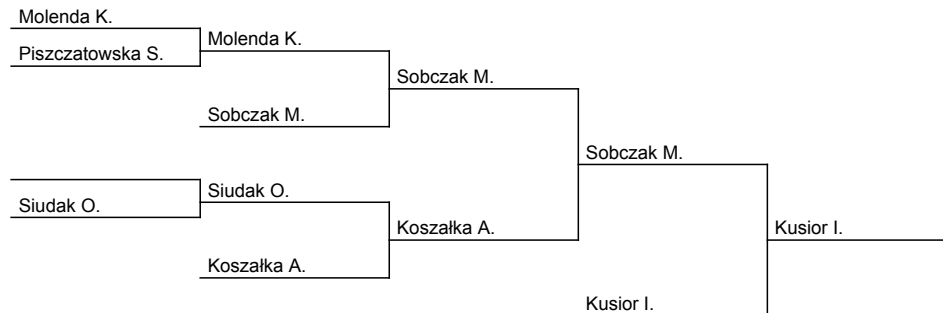 Molenda K.
Piszczatowska S.
Molenda K.
Sobczak M.
Sobczak M.
Sobczak M.
Siudak O.
Siudak O.
Koszałka A.
Koszałka A.
Kusior I.
Kusior I.